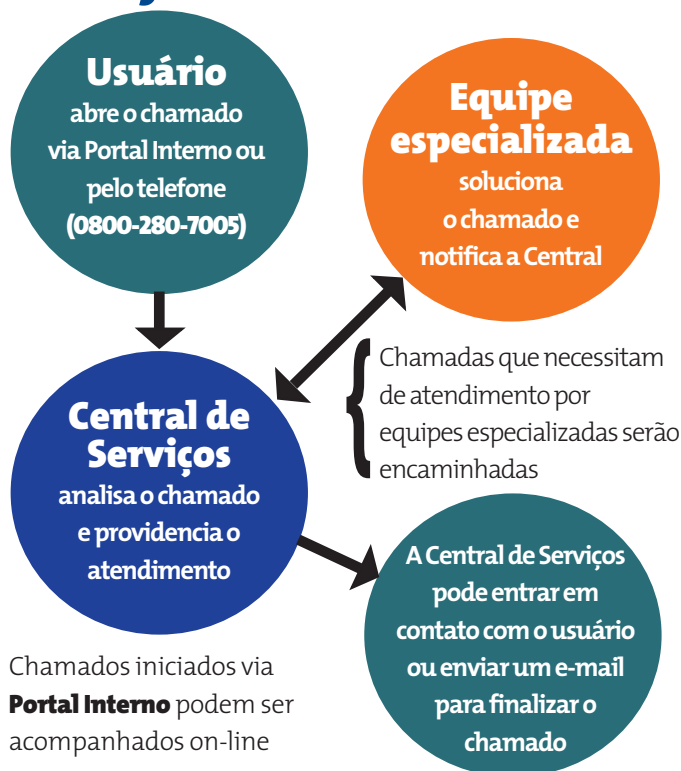 Usuário
abre o chamado
via Portal Interno ou
pelo telefone
(0800-280-7005)
Equipe
especializada
soluciona
o chamado e
notifica a Central
Chamadas que necessitam
de atendimento por
equipes especializadas serão
encaminhadas
Central de
Serviços
analisa o chamado
e providencia o
atendimento
A Central de Serviços
pode entrar em
contato com o usuário
ou enviar um e-mail
para finalizar o
chamado
Chamados iniciados via
Portal Interno podem ser
acompanhados on-line